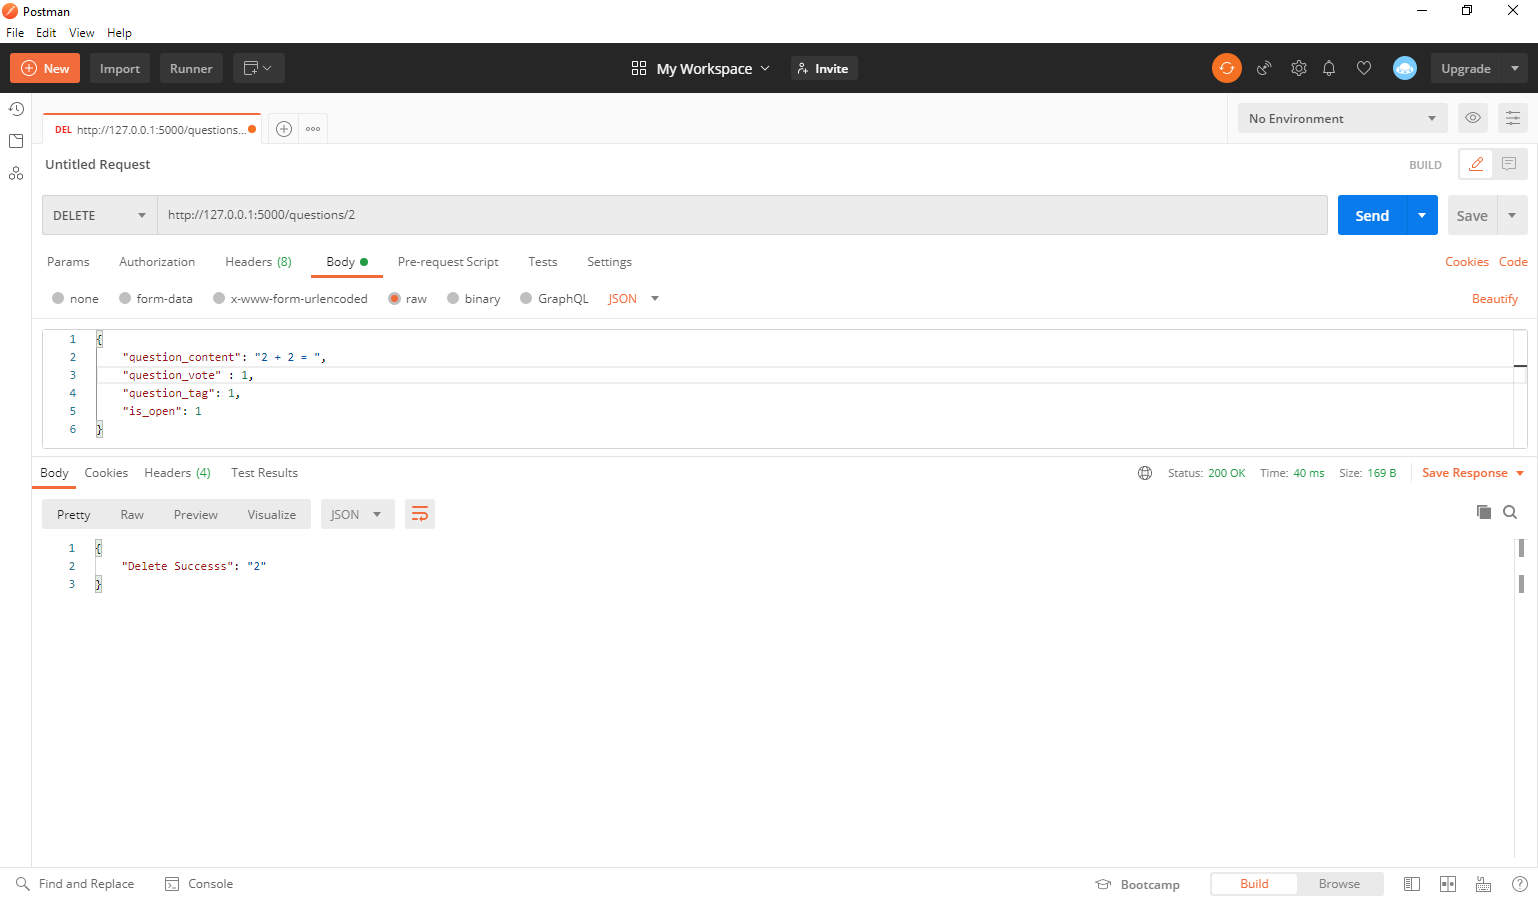 Postman
File Edit View Help
New Import Runner My Workspace Invite Upgrade
DEL http://127.0.0.1:5000/questions... No Environment
Untitled Request BUILD
DELETE http://127.0.0.1:5000/questions/2 Send Save
Params Authorization Headers (8) Body Pre-request Script Tests Settings Cookies Code
none form-data x-www-form-urlencoded raw binary GraphQL JSON Beautify
1 {
2 "question_content": "2 + 2 = ",
3 "question_vote" : 1,
4 "question_tag": 1,
5 "is_open": 1
6 }
Body Cookies Headers (4) Test Results Status: 200 OK Time: 40 ms Size: 169 B Save Response
Pretty Raw Preview Visualize JSON
1 {
2 "Delete Successs": "2"
3 }
Find and Replace Console Bootcamp Build Browse